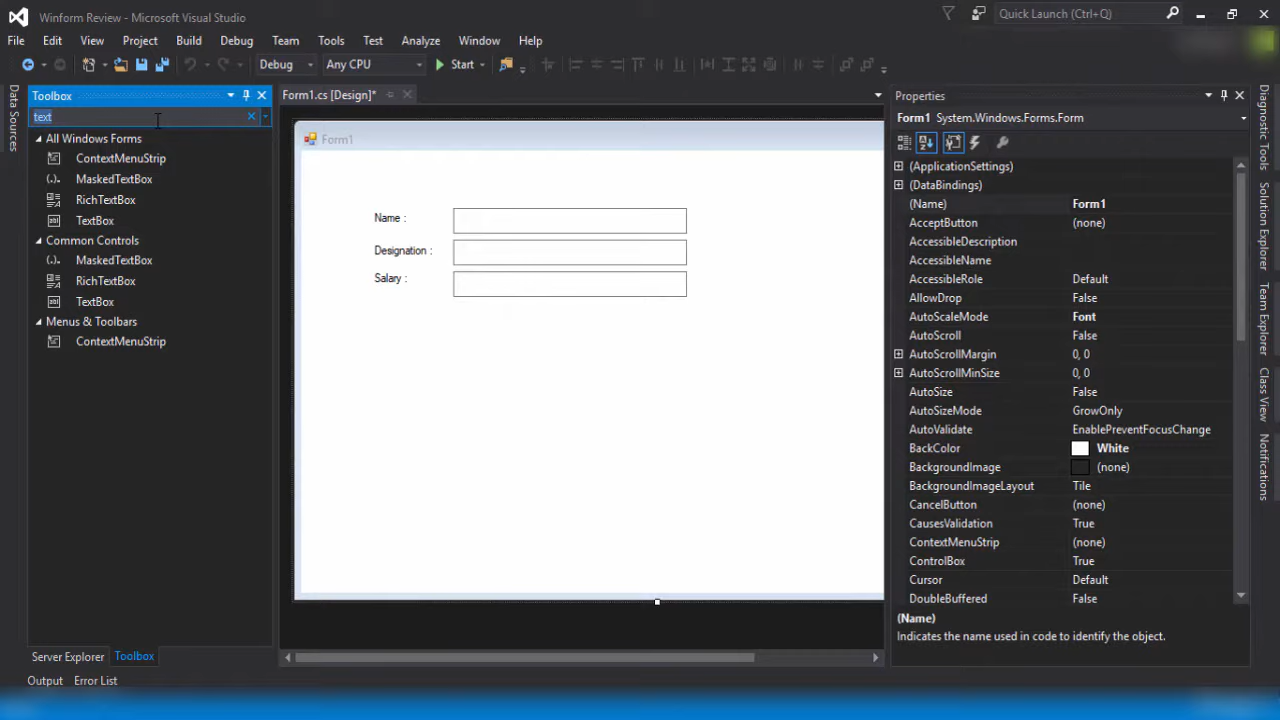 Winform Review - Microsoft Visual Studio
Quick Launch (Ctrl+Q)
File Edit View Project Build Debug Team Tools Test Analyze Window Help
Debug Any CPU Start
Data Sources
Toolbox
text
All Windows Forms
ContextMenuStrip
MaskedTextBox
RichTextBox
TextBox
Common Controls
MaskedTextBox
RichTextBox
TextBox
Menus & Toolbars
ContextMenuStrip
Server Explorer Toolbox
Output Error List
Form1.cs [Design]*
Form1
Name :
Designation :
Salary :
Properties
Form1 System.Windows.Forms.Form
(ApplicationSettings)
(DataBindings)
(Name) Form1
AcceptButton (none)
AccessibleDescription
AccessibleName
AccessibleRole Default
AllowDrop False
AutoScaleMode Font
AutoScroll False
AutoScrollMargin 0, 0
AutoScrollMinSize 0, 0
AutoSize False
AutoSizeMode GrowOnly
AutoValidate EnablePreventFocusChange
BackColor White
BackgroundImage (none)
BackgroundImageLayout Tile
CancelButton (none)
CausesValidation True
ContextMenuStrip (none)
ControlBox True
Cursor Default
DoubleBuffered False
(Name)
Indicates the name used in code to identify the object.
Diagnostic Tools
Solution Explorer
Team Explorer
Class View
Notifications